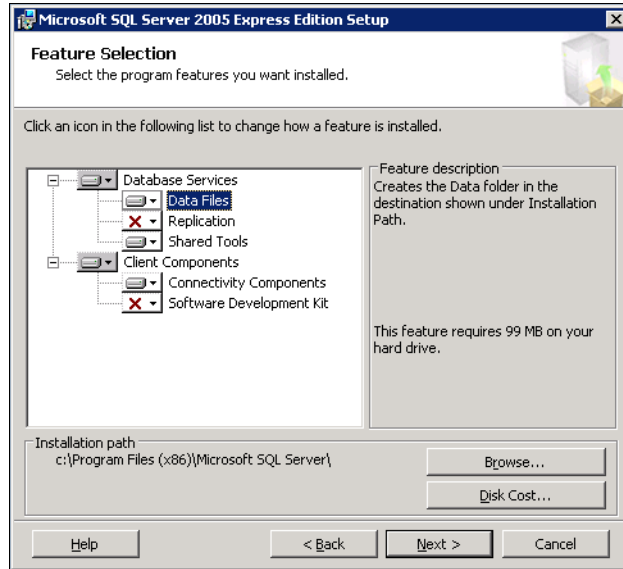 Microsoft SQL Server 2005 Express Edition Setup
Feature Selection
Select the program features you want installed.
Click an icon in the following list to change how a feature is installed.
Database Services
Data Files
Replication
Shared Tools
Client Components
Connectivity Components
Software Development Kit
Feature description
Creates the Data folder in the
destination shown under Installation
Path.
This feature requires 99 MB on your
hard drive.
Installation path
c:\Program Files (x86)\Microsoft SQL Server\
Browse...
Disk Cost...
Help
< Back
Next >
Cancel